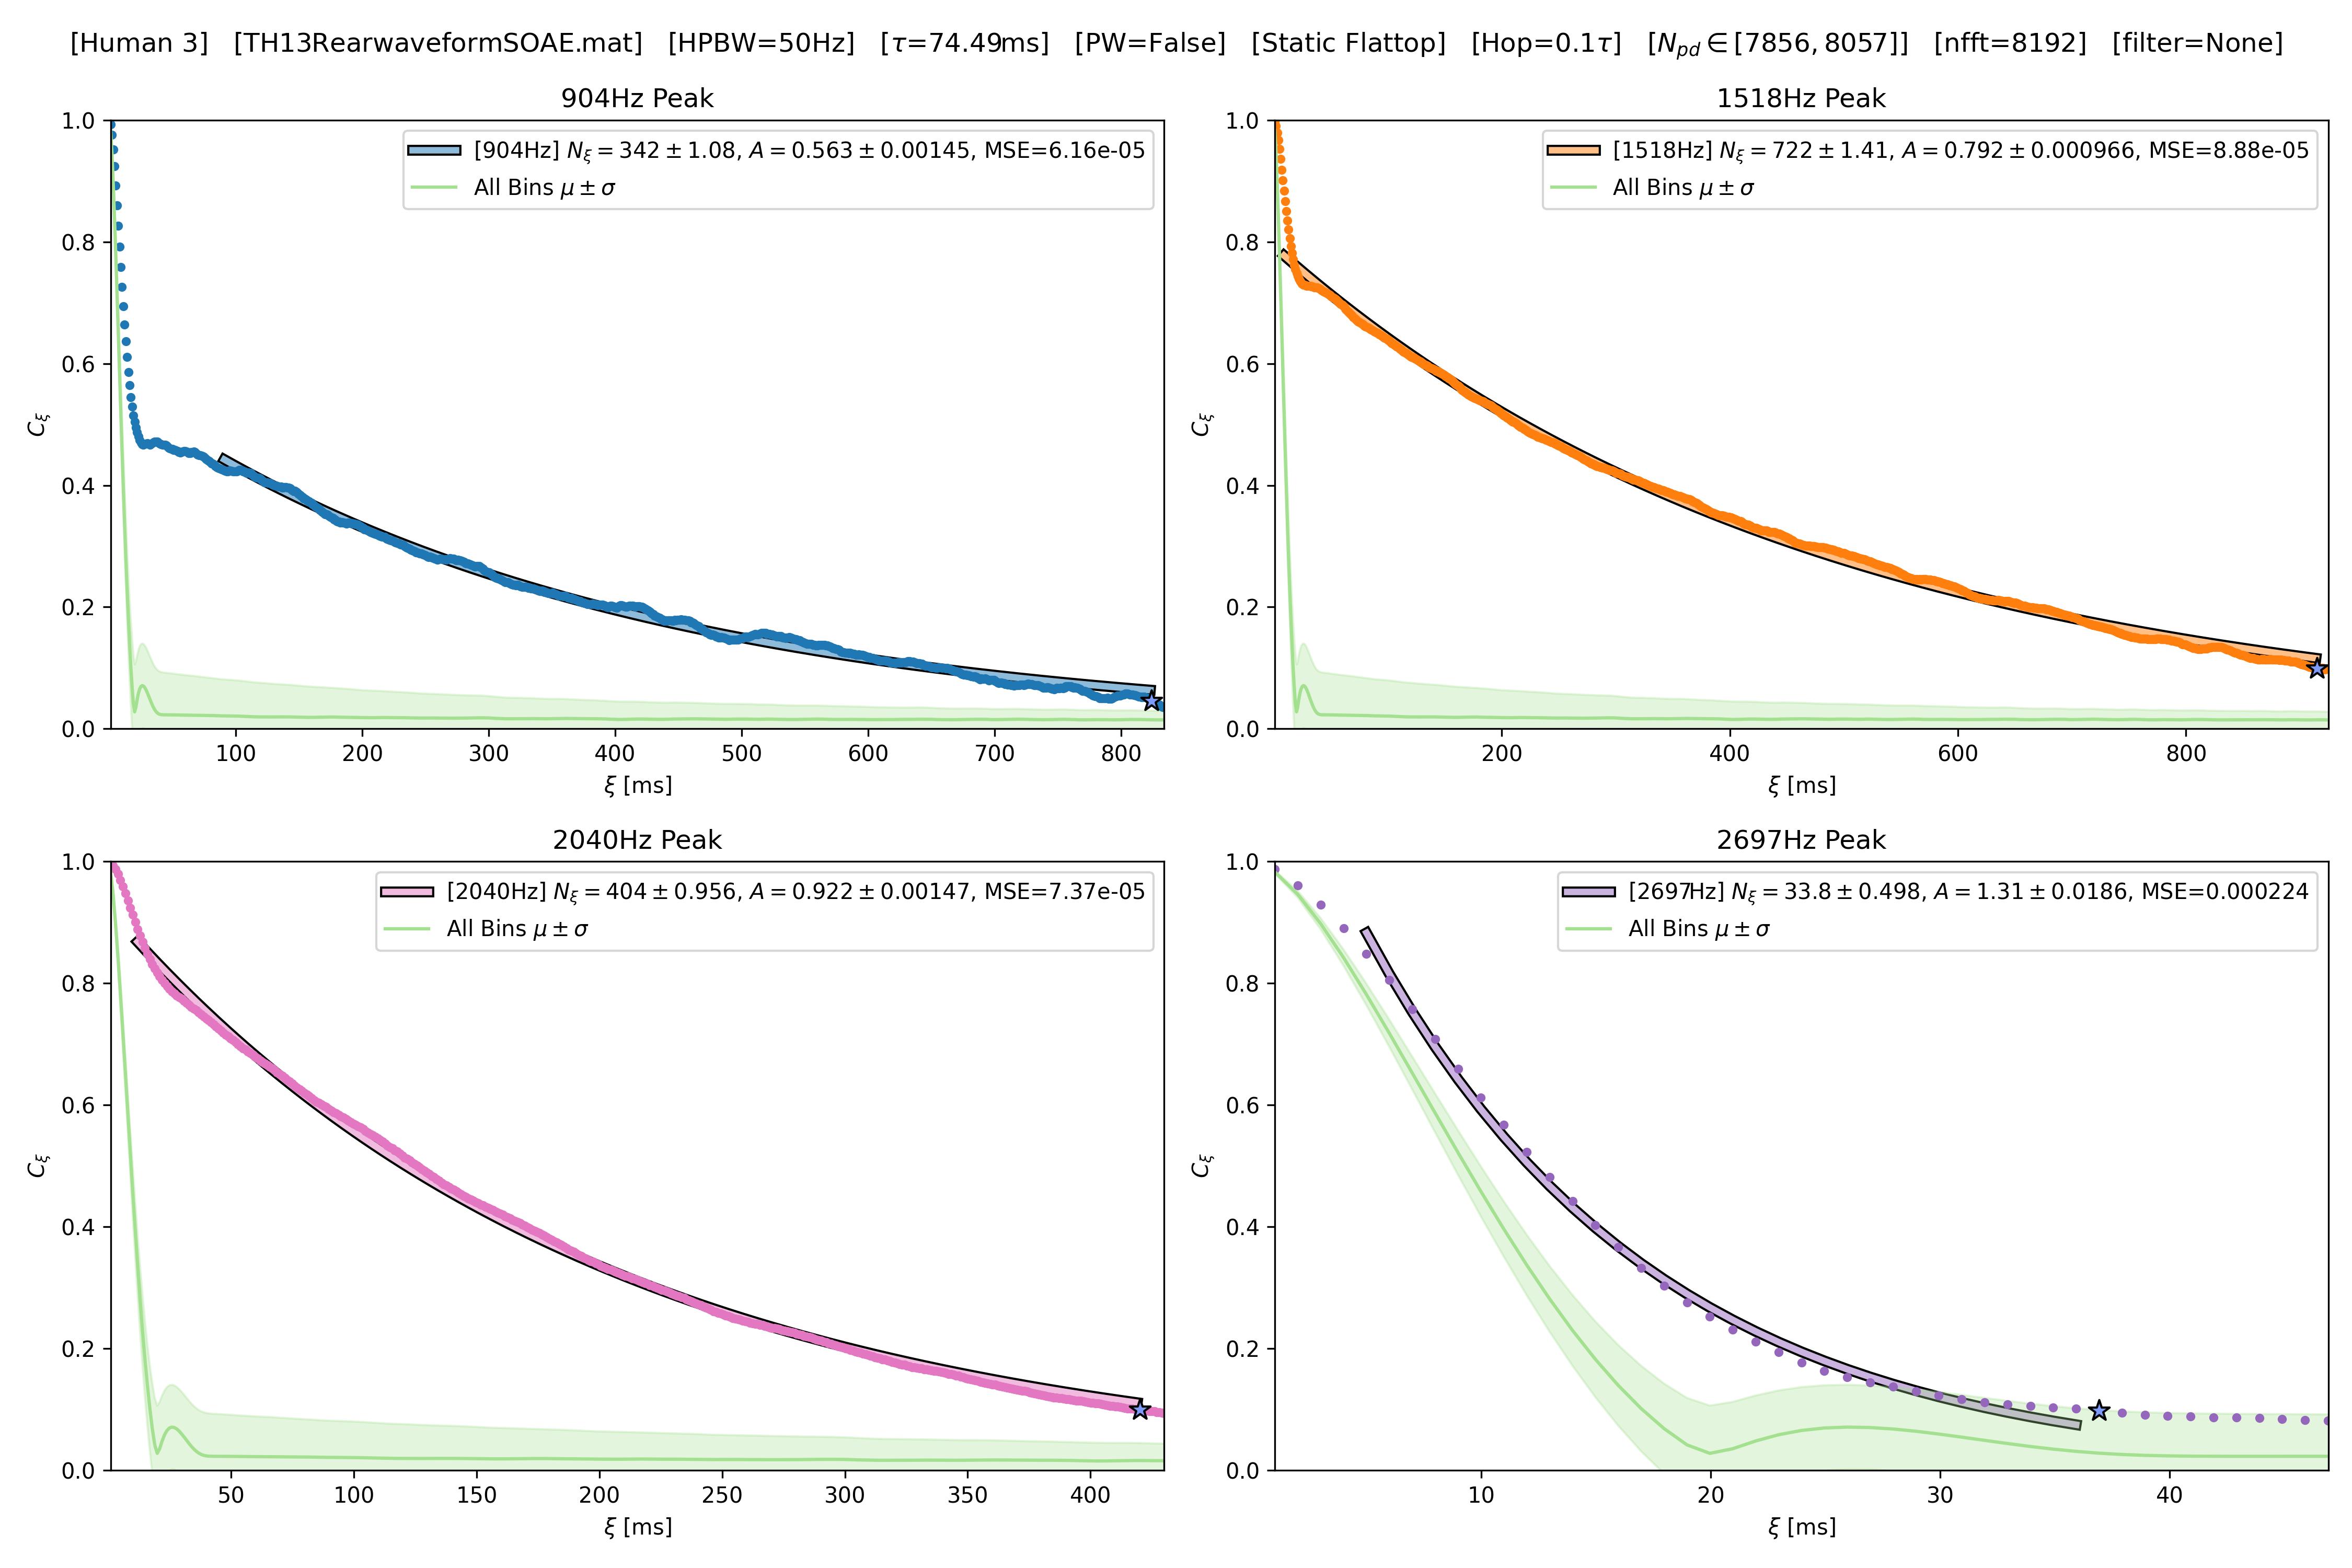 [Human 3] [TH13RearwaveformSOAE.mat] [HPBW=50Hz] [τ=74.49ms] [PW=False] [Static Flattop] [Hop=0.1τ] [N_pd ∈ [7856, 8057]] [nfft=8192] [filter=None]
904Hz Peak
[904Hz] N_ξ = 342 ± 1.08, A = 0.563 ± 0.00145, MSE=6.16e-05
All Bins μ ± σ
1.0
0.8
0.6
0.4
0.2
0.0
C_ξ
100 200 300 400 500 600 700 800
ξ [ms]
1518Hz Peak
[1518Hz] N_ξ = 722 ± 1.41, A = 0.792 ± 0.000966, MSE=8.88e-05
All Bins μ ± σ
1.0
0.8
0.6
0.4
0.2
0.0
C_ξ
200 400 600 800
ξ [ms]
2040Hz Peak
[2040Hz] N_ξ = 404 ± 0.956, A = 0.922 ± 0.00147, MSE=7.37e-05
All Bins μ ± σ
1.0
0.8
0.6
0.4
0.2
0.0
C_ξ
50 100 150 200 250 300 350 400
ξ [ms]
2697Hz Peak
[2697Hz] N_ξ = 33.8 ± 0.498, A = 1.31 ± 0.0186, MSE=0.000224
All Bins μ ± σ
1.0
0.8
0.6
0.4
0.2
0.0
C_ξ
10 20 30 40
ξ [ms]